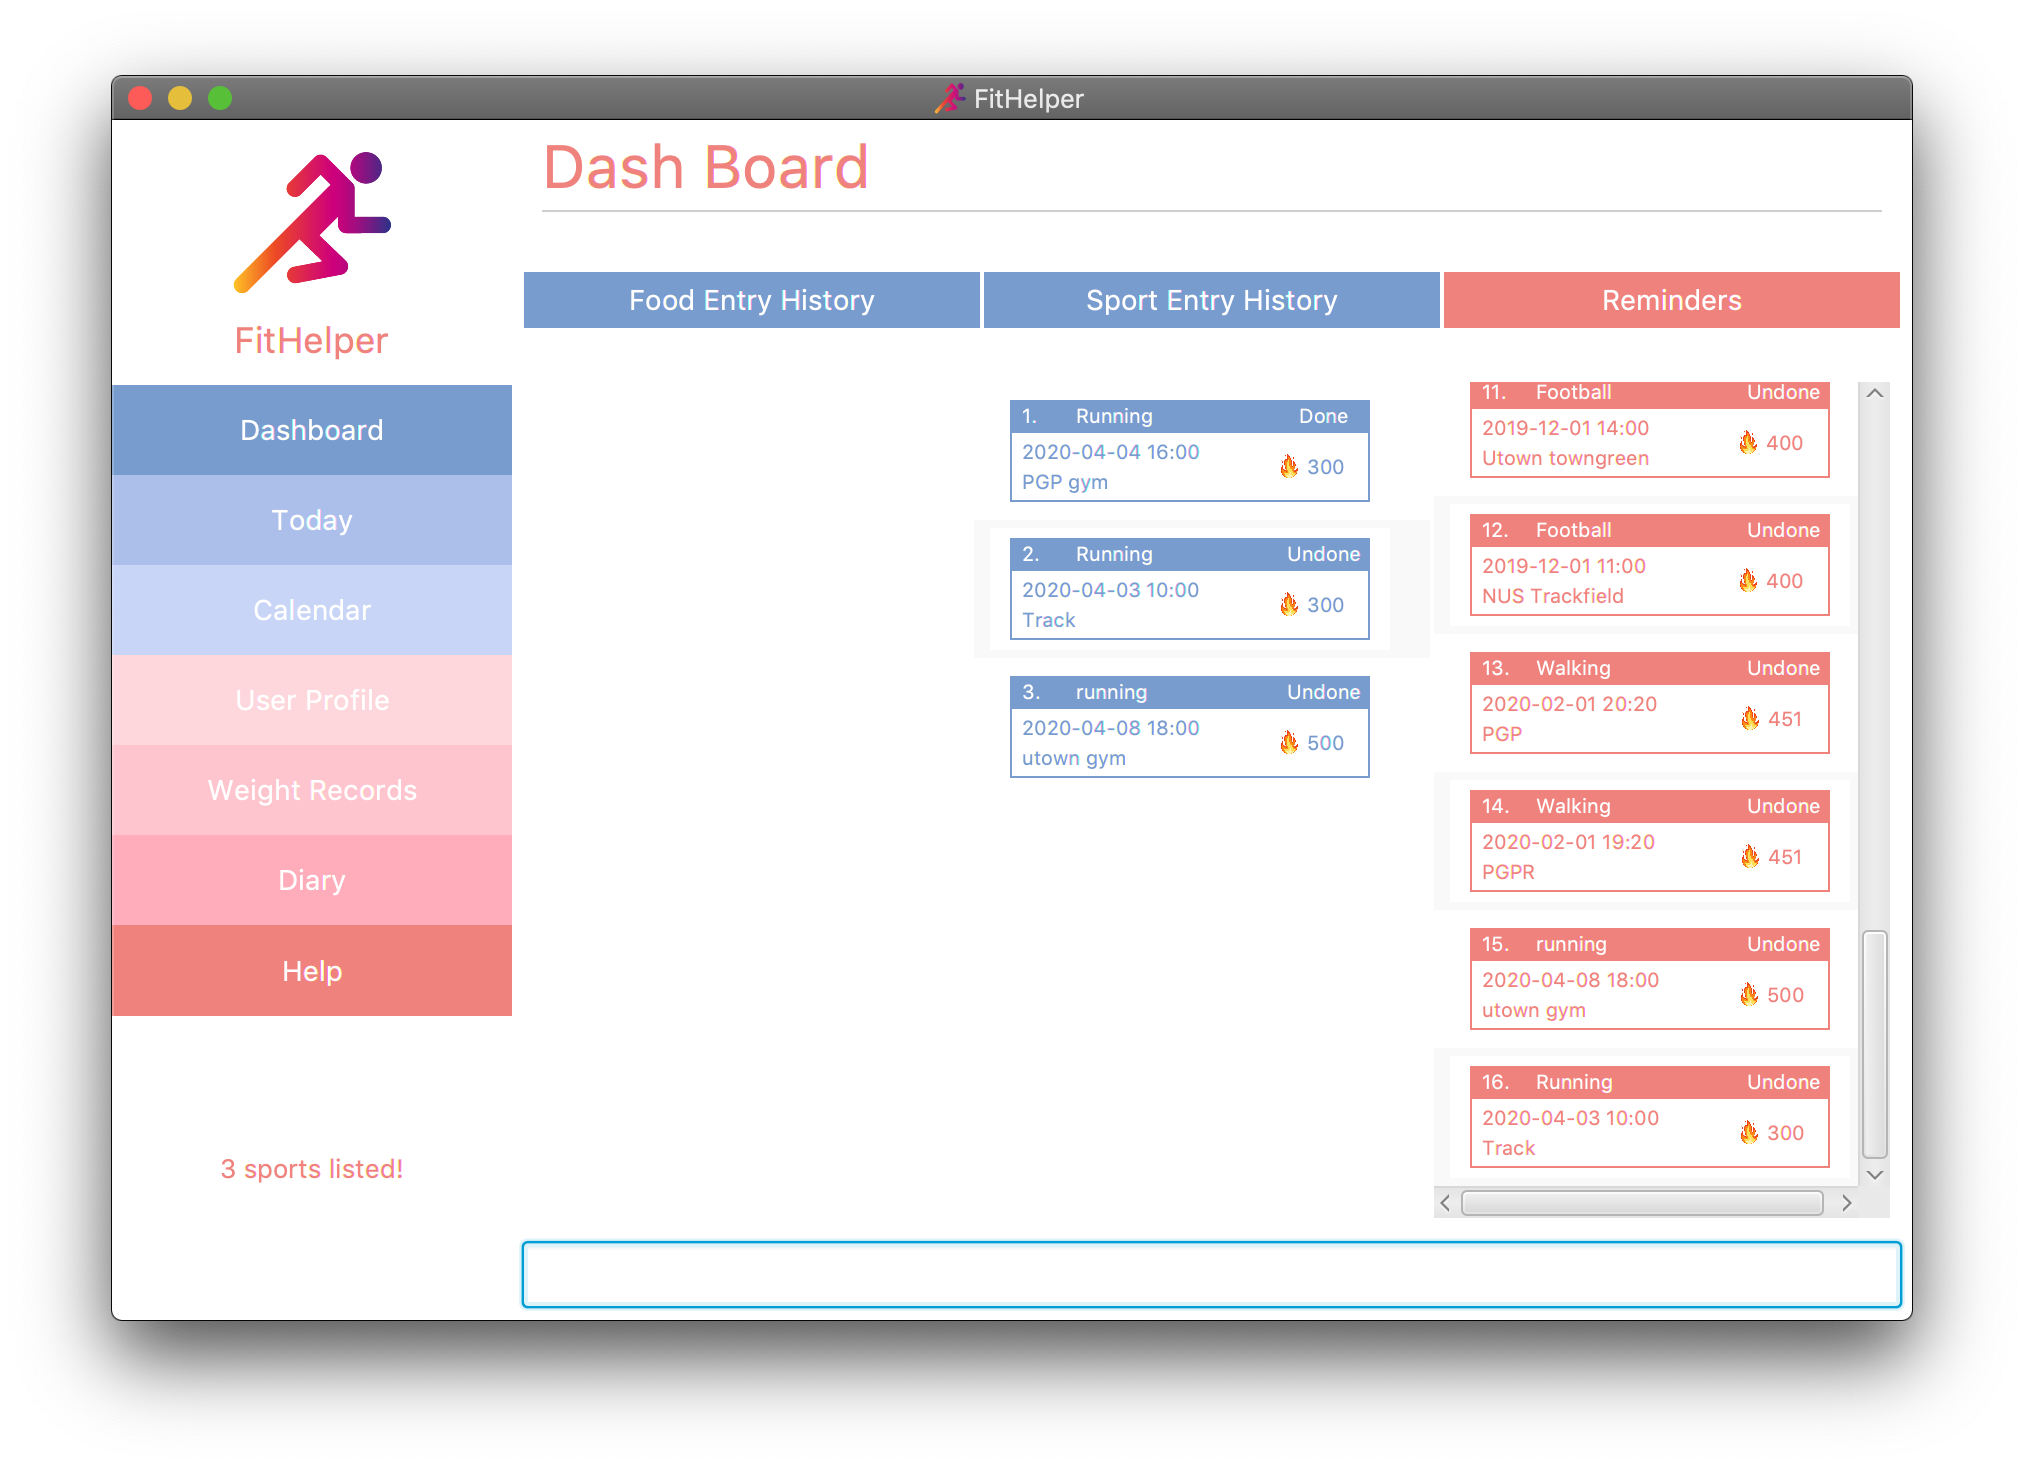 FitHelper
FitHelper
Dashboard
Today
Calendar
User Profile
Weight Records
Diary
Help
3 sports listed!
Dash Board
Food Entry History
Sport Entry History
Reminders
1. Running Done
2020-04-04 16:00
PGP gym
300
2. Running Undone
2020-04-03 10:00
Track
300
3. running Undone
2020-04-08 18:00
utown gym
500
11. Football Undone
2019-12-01 14:00
Utown towngreen
400
12. Football Undone
2019-12-01 11:00
NUS Trackfield
400
13. Walking Undone
2020-02-01 20:20
PGP
451
14. Walking Undone
2020-02-01 19:20
PGPR
451
15. running Undone
2020-04-08 18:00
utown gym
500
16. Running Undone
2020-04-03 10:00
Track
300